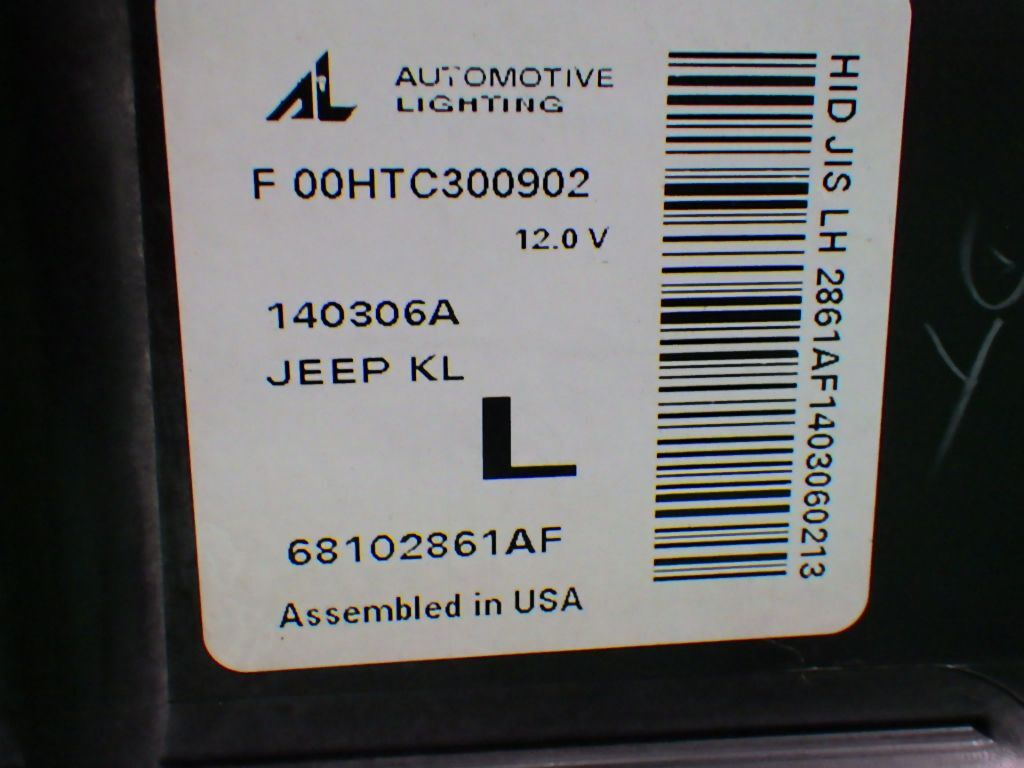 AL
AUTOMOTIVE
LIGHTING
F 00HTC300902
12.0 V
140306A
JEEP KL
L
68102861AF
Assembled in USA
HID JIS LH 2861AF1403060213